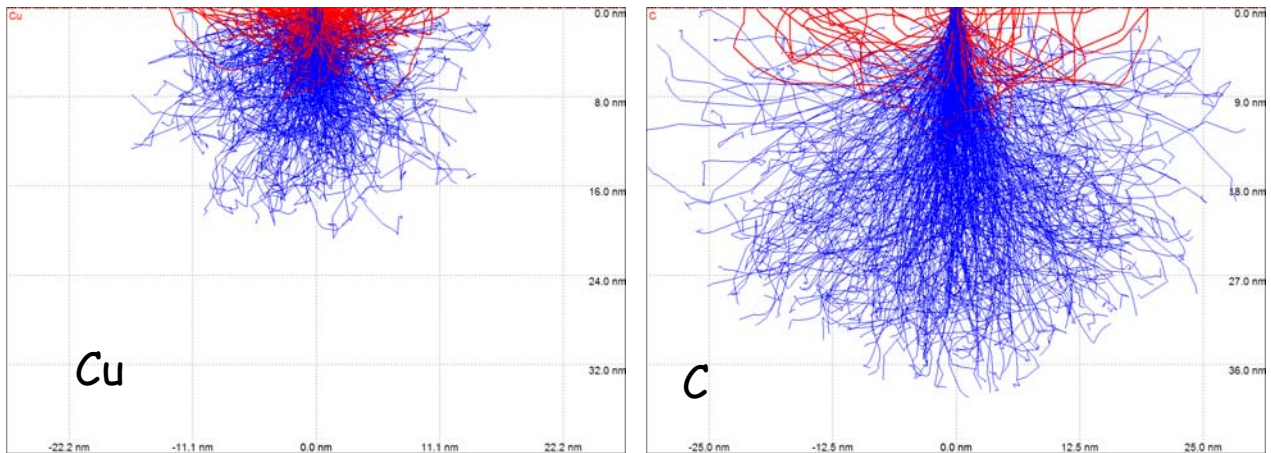 Cu
0.0 nm
8.0 nm
16.0 nm
24.0 nm
32.0 nm
Cu
-22.2 nm
-11.1 nm
0.0 nm
11.1 nm
22.2 nm
C
0.0 nm
9.0 nm
18.0 nm
27.0 nm
36.0 nm
C
-25.0 nm
-12.5 nm
0.0 nm
12.5 nm
25.0 nm